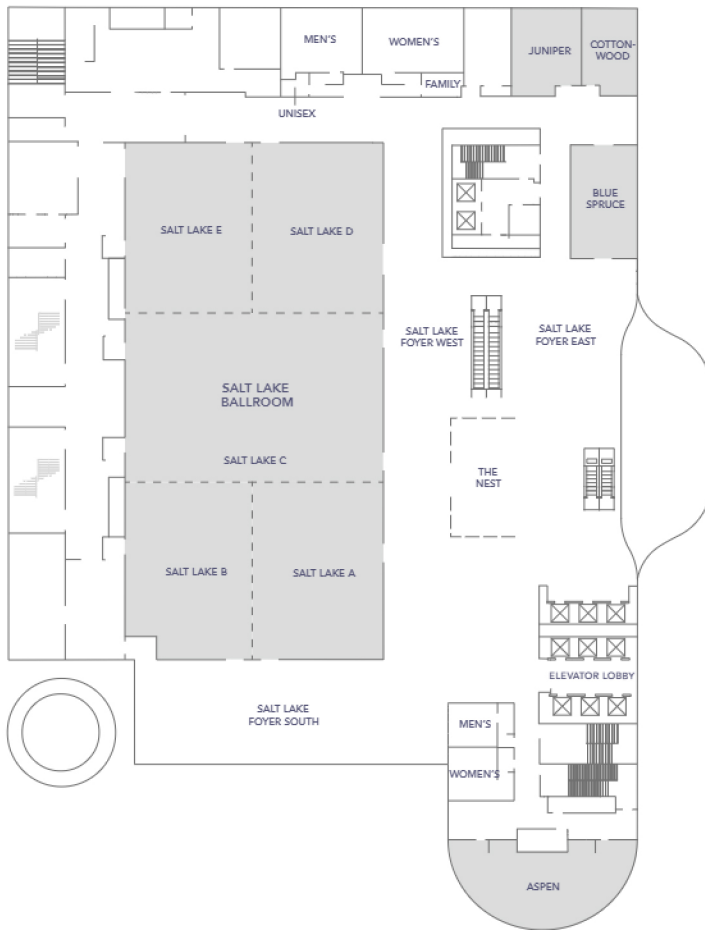 MEN'S
WOMEN'S
JUNIPER
COTTON-
WOOD
FAMILY
UNISEX
BLUE
SPRUCE
SALT LAKE E
SALT LAKE D
SALT LAKE
FOYER WEST
SALT LAKE
FOYER EAST
SALT LAKE
BALLROOM
SALT LAKE C
THE
NEST
SALT LAKE B
SALT LAKE A
ELEVATOR LOBBY
SALT LAKE
FOYER SOUTH
MEN'S
WOMEN'S
ASPEN